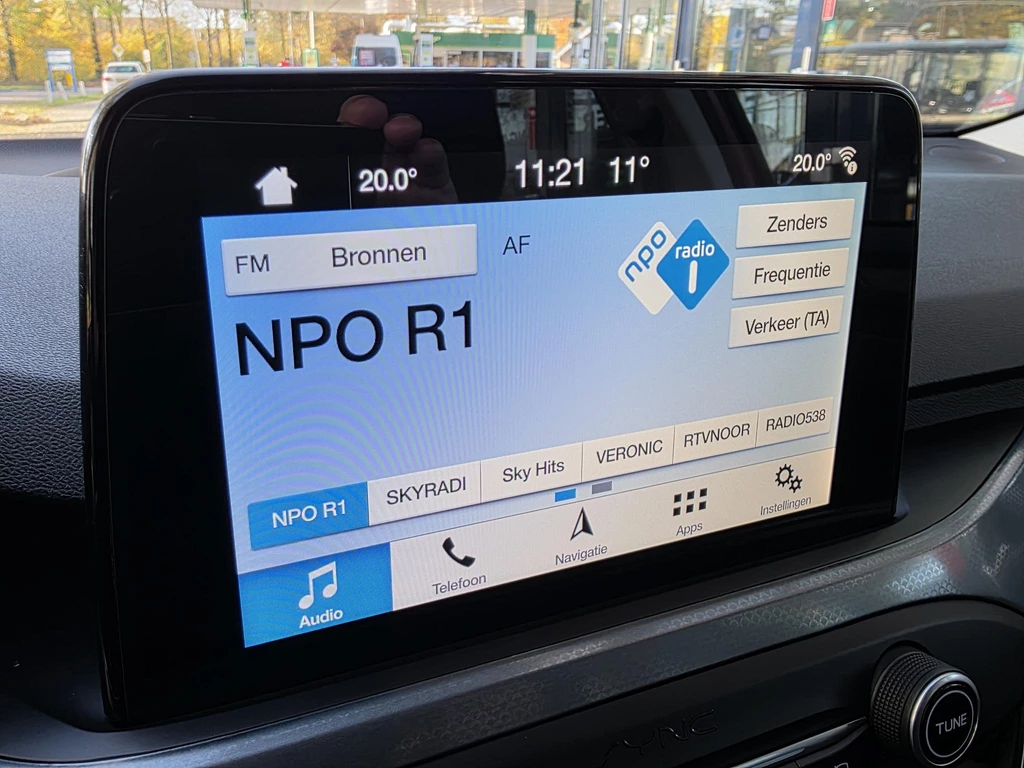 20.0°
11:21
11°
20.0°
FM
Bronnen
AF
npo
radio
1
Zenders
Frequentie
Verkeer (TA)
NPO R1
NPO R1
SKYRADI
Sky Hits
VERONIC
RTVNOOR
RADIO538
Audio
Telefoon
Navigatie
Apps
Instellingen
SYNC
TUNE